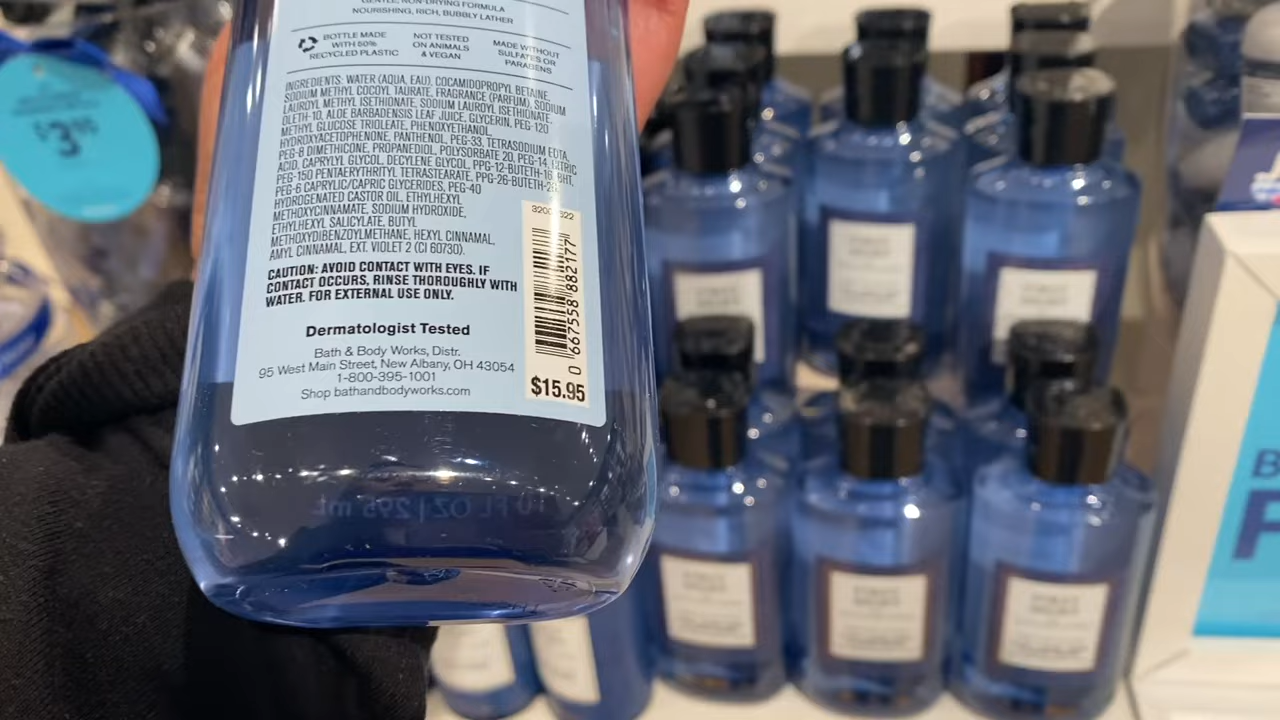 GENTLE, NON-DRYING FORMULA
NOURISHING, RICH, BUBBLY LATHER
BOTTLE MADE
WITH 50%
RECYCLED PLASTIC
NOT TESTED
ON ANIMALS
& VEGAN
MADE WITHOUT
SULFATES OR
PARABENS
INGREDIENTS: WATER (AQUA, EAU), COCAMIDOPROPYL BETAINE,
SODIUM METHYL COCOYL TAURATE, FRAGRANCE (PARFUM), SODIUM
LAUROYL METHYL ISETHIONATE, SODIUM LAUROYL ISETHIONATE,
OLETH-10, ALOE BARBADENSIS LEAF JUICE, GLYCERIN, PEG-120
METHYL GLUCOSE TRIOLEATE, PHENOXYETHANOL,
HYDROXYACETOPHENONE, PANTHENOL, PEG-33, TETRASODIUM EDTA,
PEG-8 DIMETHICONE, PROPANEDIOL, POLYSORBATE 20, PEG-14, CITRIC
ACID, CAPRYLYL GLYCOL, DECYLENE GLYCOL, PPG-12-BUTETH-16, BHT,
PEG-150 PENTAERYTHRITYL TETRASTEARATE, PPG-26-BUTETH-26,
PEG-6 CAPRYLIC/CAPRIC GLYCERIDES, PEG-40
HYDROGENATED CASTOR OIL, ETHYLHEXYL
METHOXYCINNAMATE, SODIUM HYDROXIDE,
ETHYLHEXYL SALICYLATE, BUTYL
METHOXYDIBENZOYLMETHANE, HEXYL CINNAMAL,
AMYL CINNAMAL, EXT. VIOLET 2 (CI 60730).
CAUTION: AVOID CONTACT WITH EYES. IF
CONTACT OCCURS, RINSE THOROUGHLY WITH
WATER. FOR EXTERNAL USE ONLY.
Dermatologist Tested
Bath & Body Works, Distr.
95 West Main Street, New Albany, OH 43054
1-800-395-1001
Shop bathandbodyworks.com
0 667558 882177
$15.95
10 FL OZ | 295 mL
$3.95